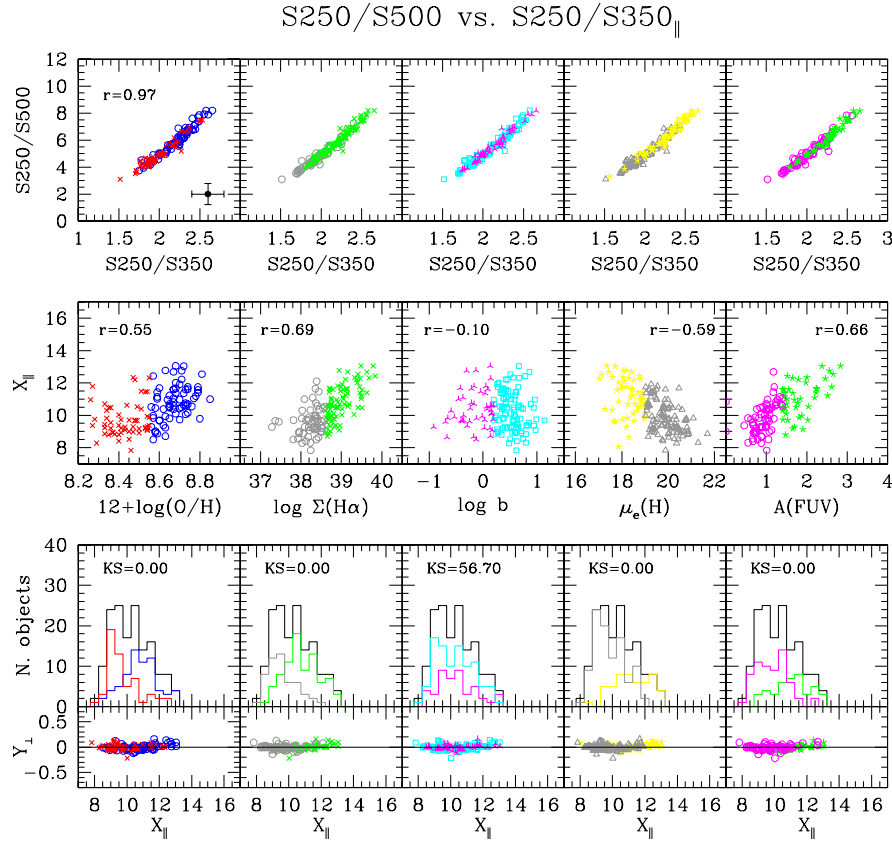 S250/S500 vs. S250/S350∥
12
10
8
6
4
2
0
S250/S500
r=0.97
1 1.5 2 2.5
1.5 2 2.5
1.5 2 2.5
1.5 2 2.5
1.5 2 2.5 3
S250/S350
S250/S350
S250/S350
S250/S350
S250/S350
16
14
12
10
8
X∥
r=0.55
r=0.69
r=−0.10
r=−0.59
r=0.66
8.2 8.4 8.6 8.8
37 38 39 40
−1 0 1
16 18 20 22
1 2 3 4
12+log(O/H)
log Σ(Hα)
log b
μe(H)
A(FUV)
40
30
20
10
0
N. objects
KS=0.00
KS=0.00
KS=56.70
KS=0.00
KS=0.00
0.5
0
−0.5
Y⊥
8 10 12 14 16
8 10 12 14 16
8 10 12 14 16
8 10 12 14 16
8 10 12 14 16
X∥
X∥
X∥
X∥
X∥